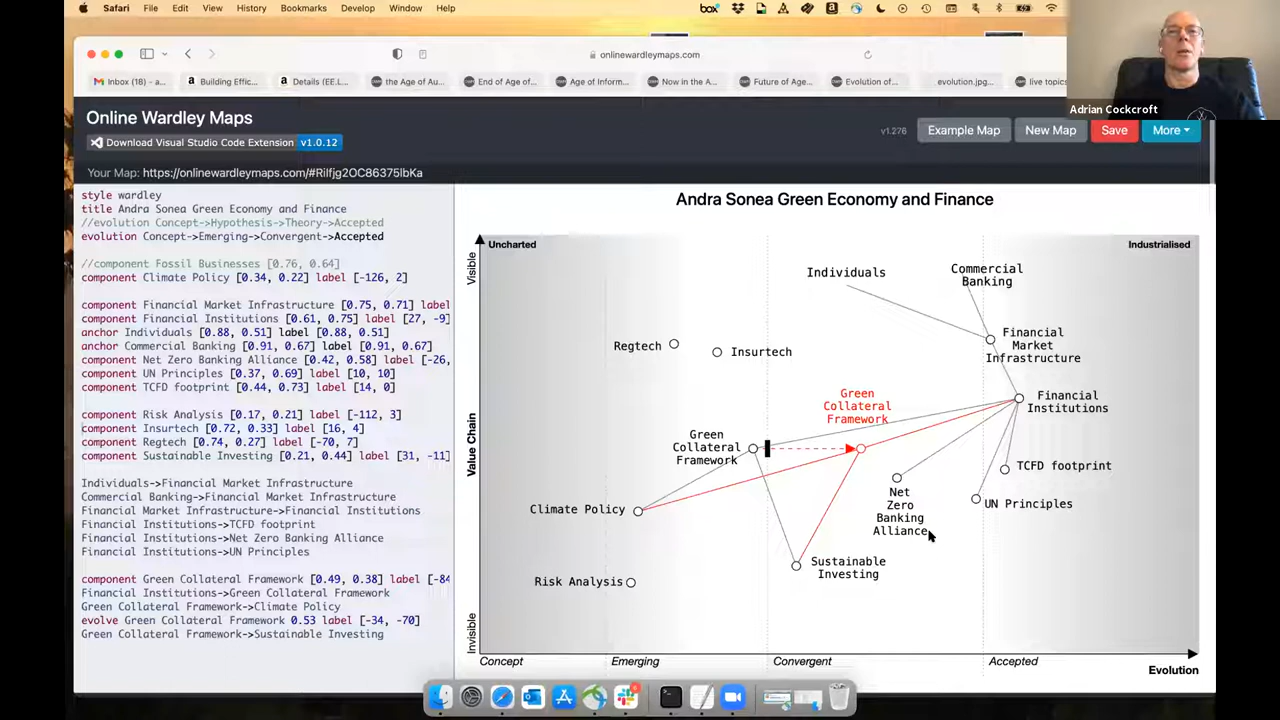 Safari File Edit View History Bookmarks Develop Window Help
box
onlinewardleymaps.com
Inbox (18) – a...
Building Effic...
Details (EE.L...
the Age of Au...
End of Age of...
Age of Inform...
Now in the A...
Future of Age...
Evolution of...
evolution.jpg...
live topics
Adrian Cockcroft
Online Wardley Maps
Download Visual Studio Code Extension v1.0.12
v1.276
Example Map
New Map
Save
More
Your Map: https://onlinewardleymaps.com/#Rilfjg2OC86375lbKa
style wardley
title Andra Sonea Green Economy and Finance
//evolution Concept->Hypothesis->Theory->Accepted
evolution Concept->Emerging->Convergent->Accepted
//component Fossil Businesses [0.76, 0.64]
component Climate Policy [0.34, 0.22] label [-126, 2]
component Financial Market Infrastructure [0.75, 0.71] label
component Financial Institutions [0.61, 0.75] label [27, -9]
anchor Individuals [0.88, 0.51] label [0.88, 0.51]
anchor Commercial Banking [0.91, 0.67] label [0.91, 0.67]
component Net Zero Banking Alliance [0.42, 0.58] label [-26,
component UN Principles [0.37, 0.69] label [10, 10]
component TCFD footprint [0.44, 0.73] label [14, 0]
component Risk Analysis [0.17, 0.21] label [-112, 3]
component Insurtech [0.72, 0.33] label [16, 4]
component Regtech [0.74, 0.27] label [-70, 7]
component Sustainable Investing [0.21, 0.44] label [31, -11]
Individuals->Financial Market Infrastructure
Commercial Banking->Financial Market Infrastructure
Financial Market Infrastructure->Financial Institutions
Financial Institutions->TCFD footprint
Financial Institutions->Net Zero Banking Alliance
Financial Institutions->UN Principles
component Green Collateral Framework [0.49, 0.38] label [-84
Financial Institutions->Green Collateral Framework
Green Collateral Framework->Climate Policy
evolve Green Collateral Framework 0.53 label [-34, -70]
Green Collateral Framework->Sustainable Investing
Andra Sonea Green Economy and Finance
Uncharted
Industrialised
Visible
Value Chain
Invisible
Individuals
Commercial
Banking
Financial
Market
Infrastructure
Regtech
Insurtech
Green
Collateral
Framework
Financial
Institutions
Green
Collateral
Framework
TCFD footprint
Net
Zero
Banking
Alliance
UN Principles
Climate Policy
Sustainable
Investing
Risk Analysis
Concept
Emerging
Convergent
Accepted
Evolution